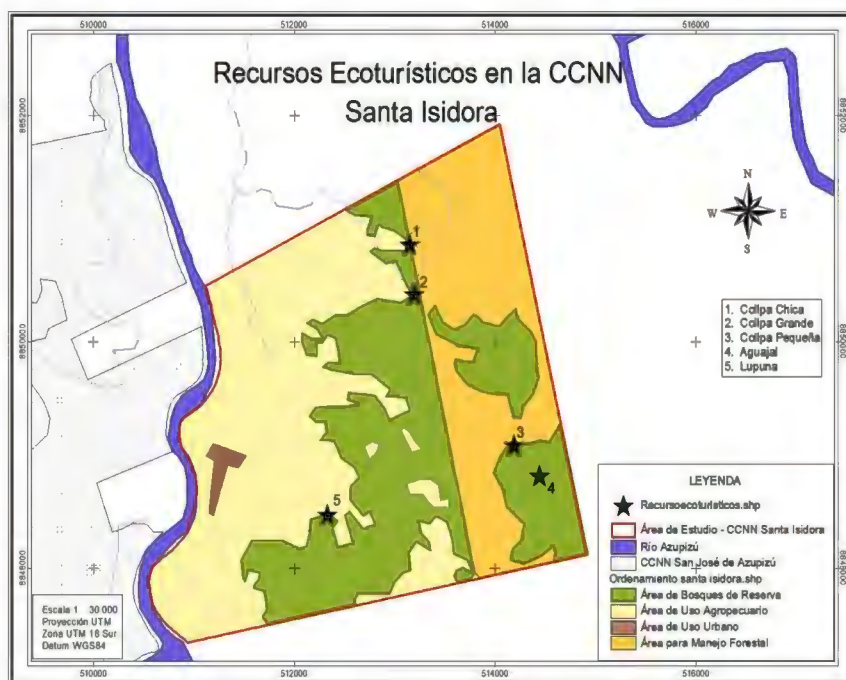 510000 512000 514000 516000
Recursos Ecoturísticos en la CCNN
Santa Isidora
8852000 8852000
N
W E
S
1
2
1. Collpa Chica
2. Collpa Grande
3. Collpa Pequeña
4. Aguajal
5. Lupuna
8850000 8850000
3
4
5
LEYENDA
Recursoecoturisticos.shp
Área de Estudio - CCNN Santa Isidora
Río Azupizú
CCNN San José de Azupizú
Ordenamiento santa isidora.shp
Área de Bosques de Reserva
Área de Uso Agropecuario
Área de Uso Urbano
Área para Manejo Forestal
8848000 8848000
Escala 1 30 000
Proyección UTM
Zona UTM 18 Sur
Datum WGS84
510000 512000 514000 516000